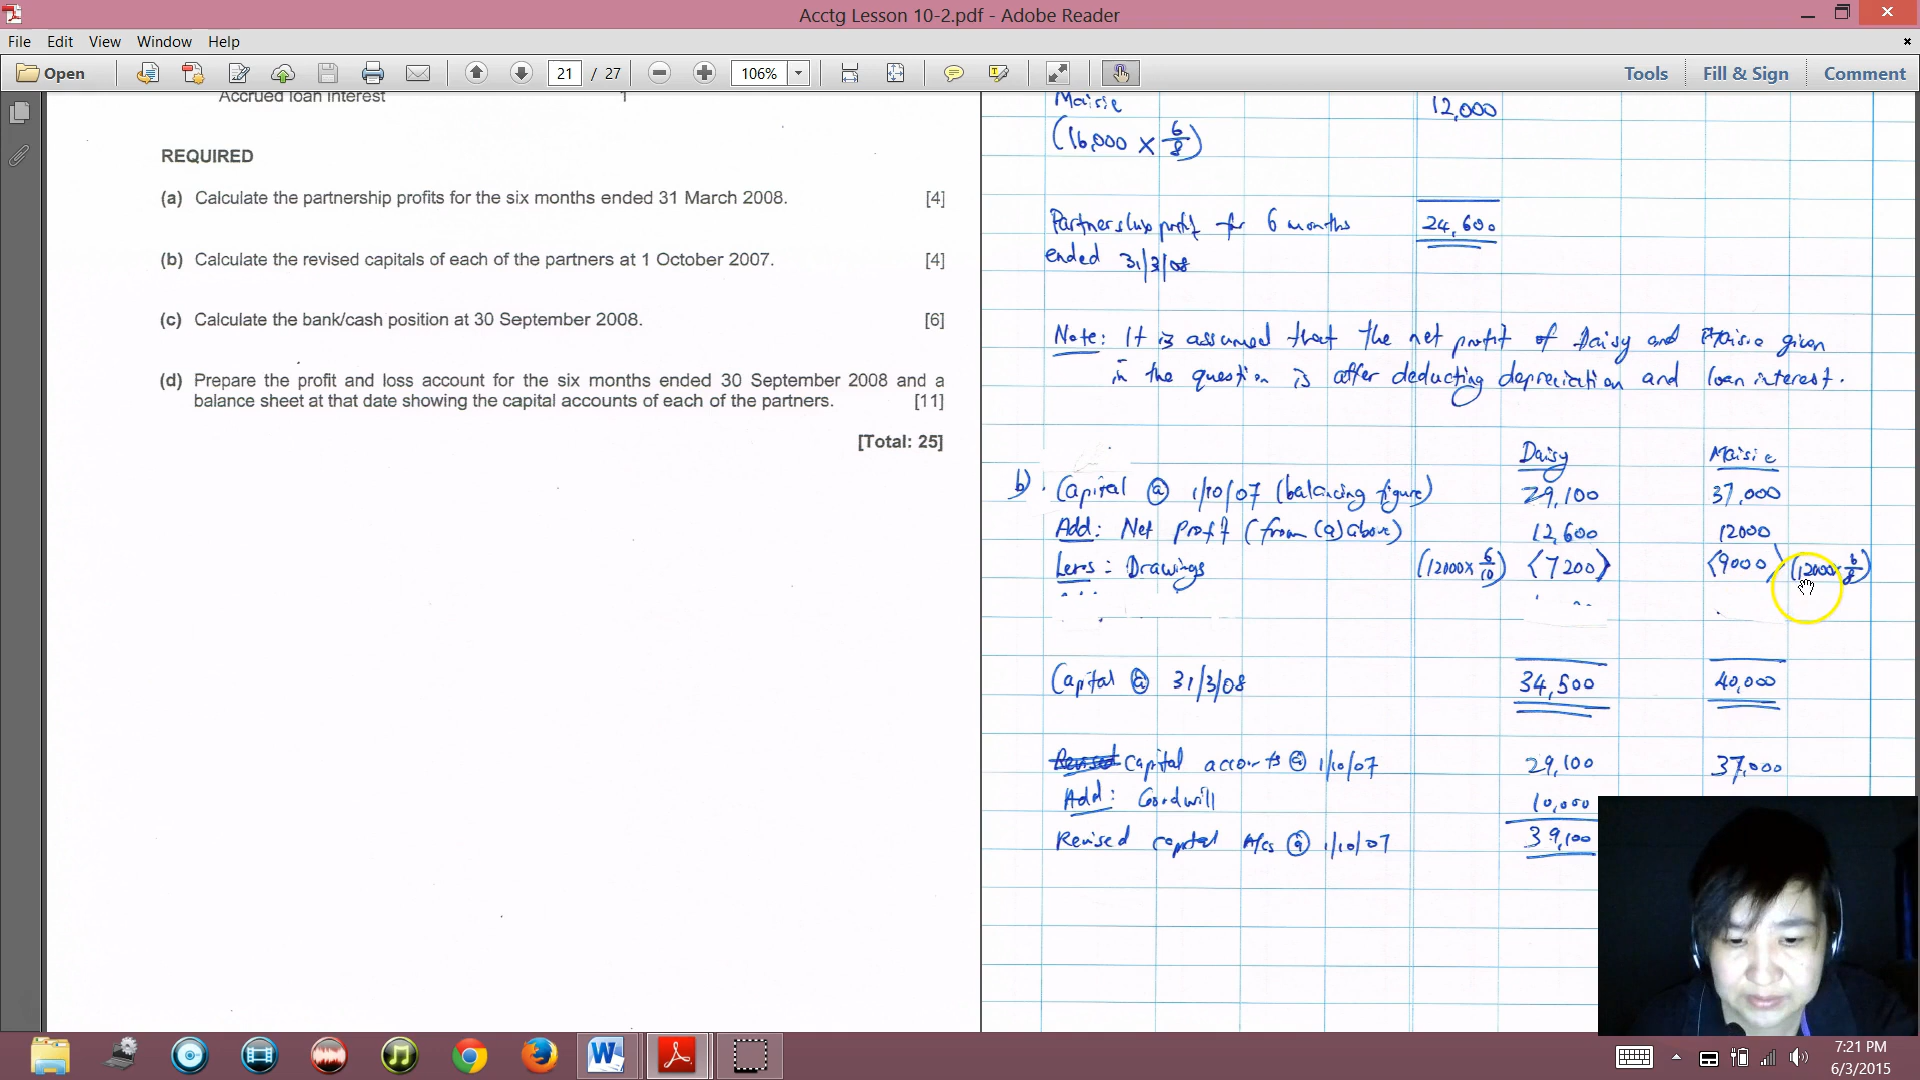 Acctg Lesson 10-2.pdf - Adobe Reader
File Edit View Window Help
Open 21 / 27 106% Tools Fill & Sign Comment
Accrued loan interest 1
REQUIRED
(a) Calculate the partnership profits for the six months ended 31 March 2008. [4]
(b) Calculate the revised capitals of each of the partners at 1 October 2007. [4]
(c) Calculate the bank/cash position at 30 September 2008. [6]
(d) Prepare the profit and loss account for the six months ended 30 September 2008 and a
balance sheet at that date showing the capital accounts of each of the partners. [11]
[Total: 25]
Maisie 12,000
(16,000 × 6/8)
Partnership profit for 6 months 24,600
ended 31/3/08
Note: It is assumed that the net profit of Daisy and Maisie given
in the question is after deducting depreciation and loan interest.
Daisy Maisie
b). Capital @ 1/10/07 (balancing figure) 29,100 37,000
Add: Net Profit (from (a) above) 12,600 12000
Less: Drawings (12000 × 6/10) <7200> <9000> (12000 × 6/8)
Capital @ 31/3/08 34,500 40,000
Revised Capital accounts @ 1/10/07 29,100 37,000
Add: Goodwill 10,000
Revised capital A/cs @ 1/10/07 39,100
7:21 PM
6/3/2015